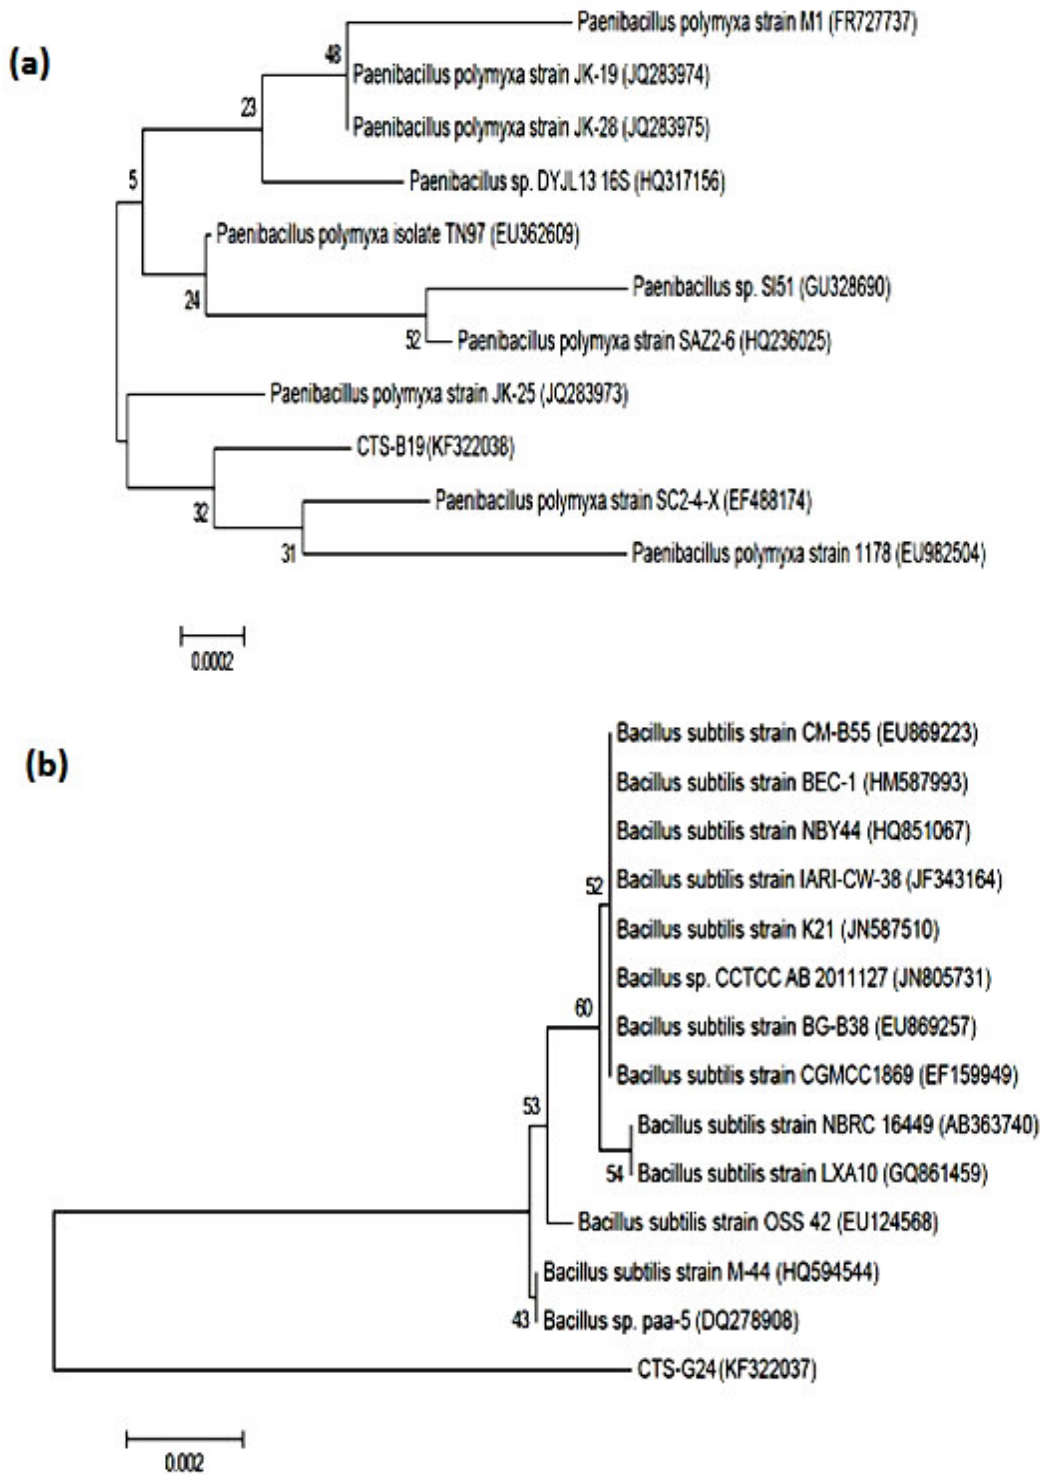 (a)
Paenibacillus polymyxa strain M1 (FR727737)
48
Paenibacillus polymyxa strain JK-19 (JQ283974)
23
Paenibacillus polymyxa strain JK-28 (JQ283975)
5
Paenibacillus sp. DYJL13 16S (HQ317156)
Paenibacillus polymyxa isolate TN97 (EU362609)
24
Paenibacillus sp. SI51 (GU328690)
52
Paenibacillus polymyxa strain SAZ2-6 (HQ236025)
Paenibacillus polymyxa strain JK-25 (JQ283973)
CTS-B19(KF322038)
32
Paenibacillus polymyxa strain SC2-4-X (EF488174)
31
Paenibacillus polymyxa strain 1178 (EU982504)
0.0002
(b)
Bacillus subtilis strain CM-B55 (EU869223)
Bacillus subtilis strain BEC-1 (HM587993)
Bacillus subtilis strain NBY44 (HQ851067)
52
Bacillus subtilis strain IARI-CW-38 (JF343164)
Bacillus subtilis strain K21 (JN587510)
Bacillus sp. CCTCC AB 2011127 (JN805731)
60
Bacillus subtilis strain BG-B38 (EU869257)
Bacillus subtilis strain CGMCC1869 (EF159949)
53
Bacillus subtilis strain NBRC 16449 (AB363740)
54
Bacillus subtilis strain LXA10 (GQ861459)
Bacillus subtilis strain OSS 42 (EU124568)
Bacillus subtilis strain M-44 (HQ594544)
43
Bacillus sp. paa-5 (DQ278908)
CTS-G24(KF322037)
0.002